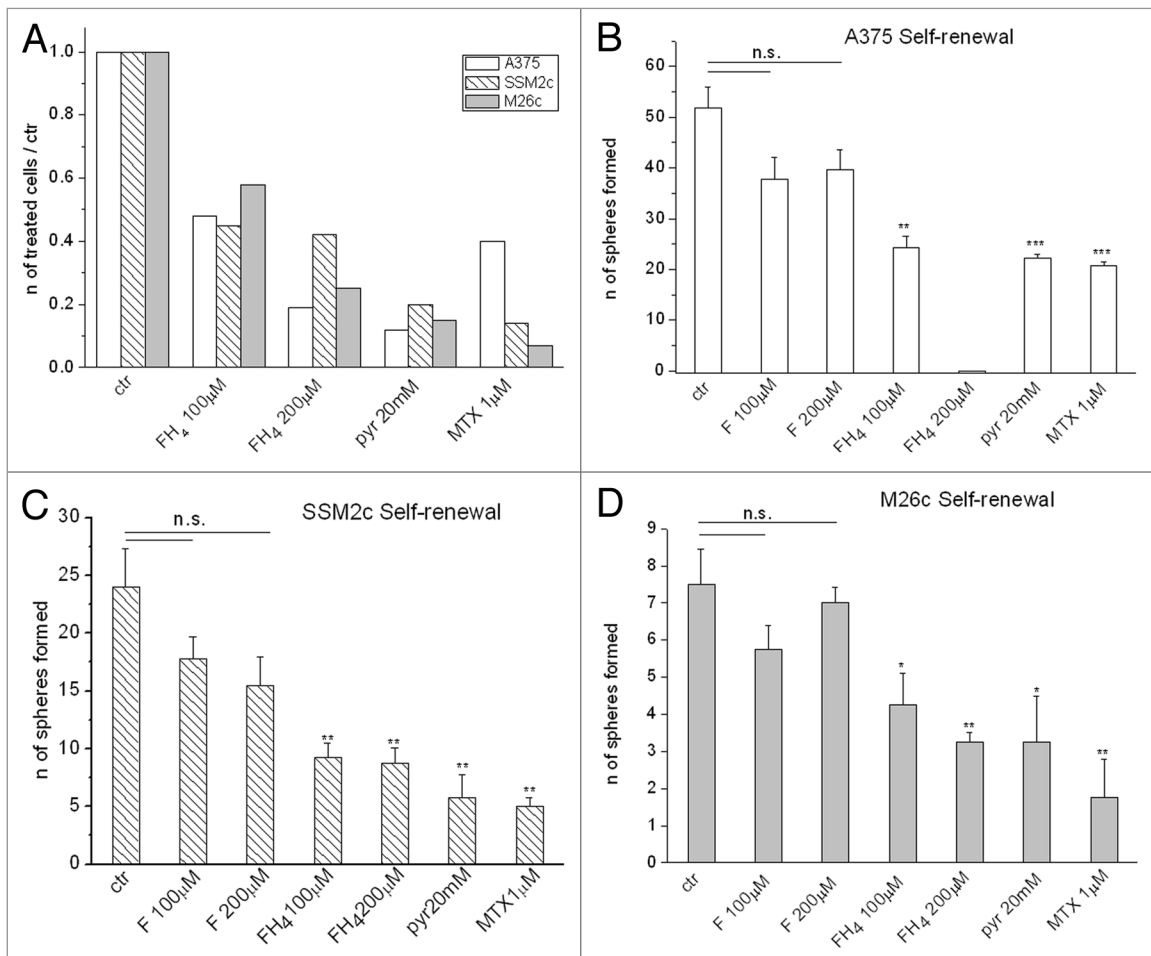 A
1.0
0.8
0.6
0.4
0.2
0.0
n of treated cells / ctr
A375
SSM2c
M26c
ctr
FH₄ 100µM
FH₄ 200µM
pyr 20mM
MTX 1µM
B
A375 Self-renewal
n.s.
60
50
40
30
20
10
0
n of spheres formed
**
***
***
ctr
F 100µM
F 200µM
FH₄ 100µM
FH₄ 200µM
pyr 20mM
MTX 1µM
C
SSM2c Self-renewal
n.s.
30
25
20
15
10
5
0
n of spheres formed
**
**
**
**
ctr
F 100µM
F 200µM
FH₄100µM
FH₄200µM
pyr20mM
MTX1µM
D
M26c Self-renewal
n.s.
9
8
7
6
5
4
3
2
1
0
n of spheres formed
*
**
*
**
ctr
F 100µM
F 200µM
FH₄ 100µM
FH₄ 200µM
pyr 20mM
MTX 1µM